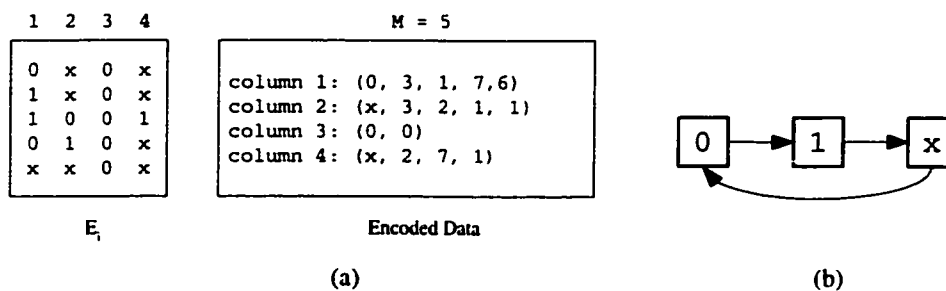 1 2 3 4
0 x 0 x
1 x 0 x
1 0 0 1
0 1 0 x
x x 0 x
E_i
M = 5
column 1: (0, 3, 1, 7,6)
column 2: (x, 3, 2, 1, 1)
column 3: (0, 0)
column 4: (x, 2, 7, 1)
Encoded Data
(a)
0 1 x
(b)